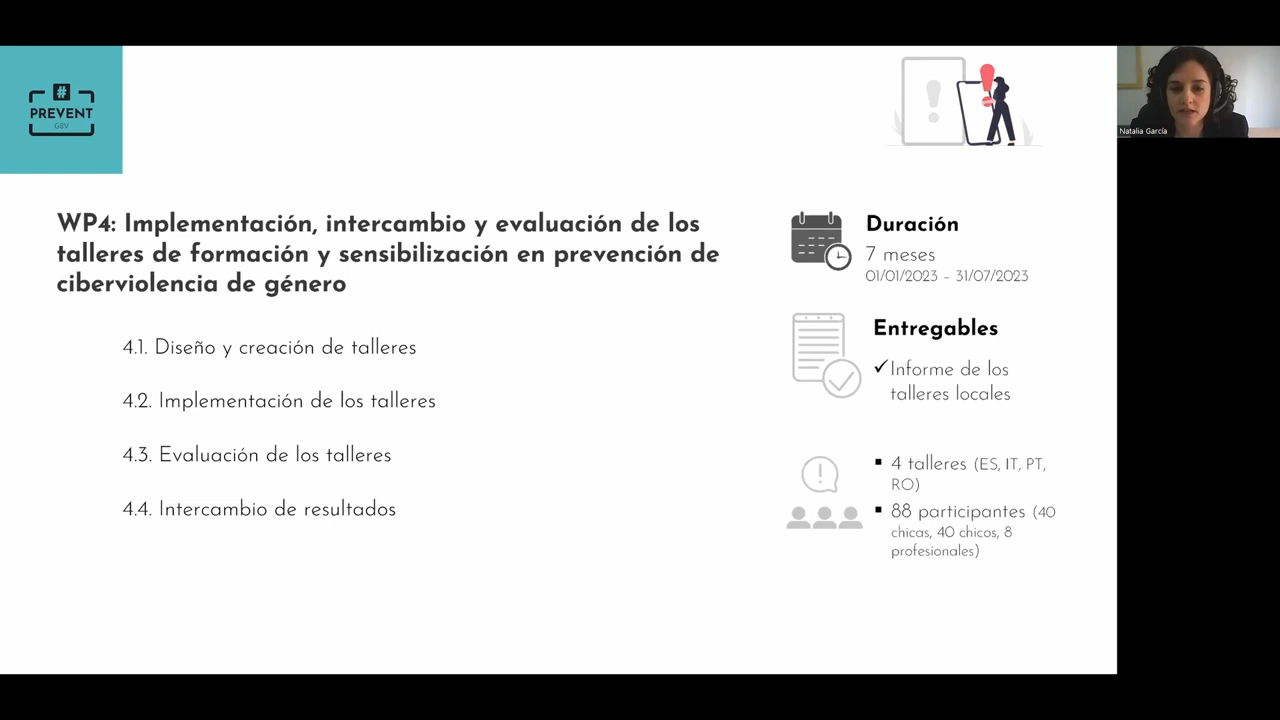 #
PREVENT
GBV
Natalia García
WP4: Implementación, intercambio y evaluación de los
talleres de formación y sensibilización en prevención de
ciberviolencia de género
4.1. Diseño y creación de talleres
4.2. Implementación de los talleres
4.3. Evaluación de los talleres
4.4. Intercambio de resultados
Duración
7 meses
01/01/2023 – 31/07/2023
Entregables
✓Informe de los
talleres locales
▪ 4 talleres (ES, IT, PT,
RO)
▪ 88 participantes (40
chicas, 40 chicos, 8
profesionales)